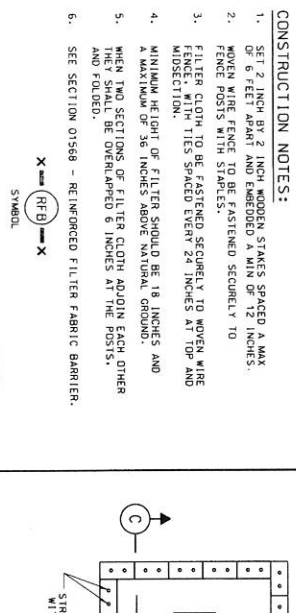 CONSTRUCTION NOTES:
1. SET 2 INCH BY 2 INCH WOODEN STAKES SPACED A MAX
OF 6 FEET APART AND EMBEDDED A MIN OF 12 INCHES.
2. WOVEN WIRE FENCE TO BE FASTENED SECURELY TO
FENCE POSTS WITH STAPLES.
3. FILTER CLOTH TO BE FASTENED SECURELY TO WOVEN WIRE
FENCE, WITH TIES SPACED EVERY 24 INCHES AT TOP AND
MIDSECTION.
4. MINIMUM HEIGHT OF FILTER SHOULD BE 18 INCHES AND
A MAXIMUM OF 36 INCHES ABOVE NATURAL GROUND.
5. WHEN TWO SECTIONS OF FILTER CLOTH ADJOIN EACH OTHER
THEY SHALL BE OVERLAPPED 6 INCHES AT THE POSTS,
AND FOLDED.
6. SEE SECTION 01568 - REINFORCED FILTER FABRIC BARRIER.
RFB
SYMBOL
C
STR
WIT